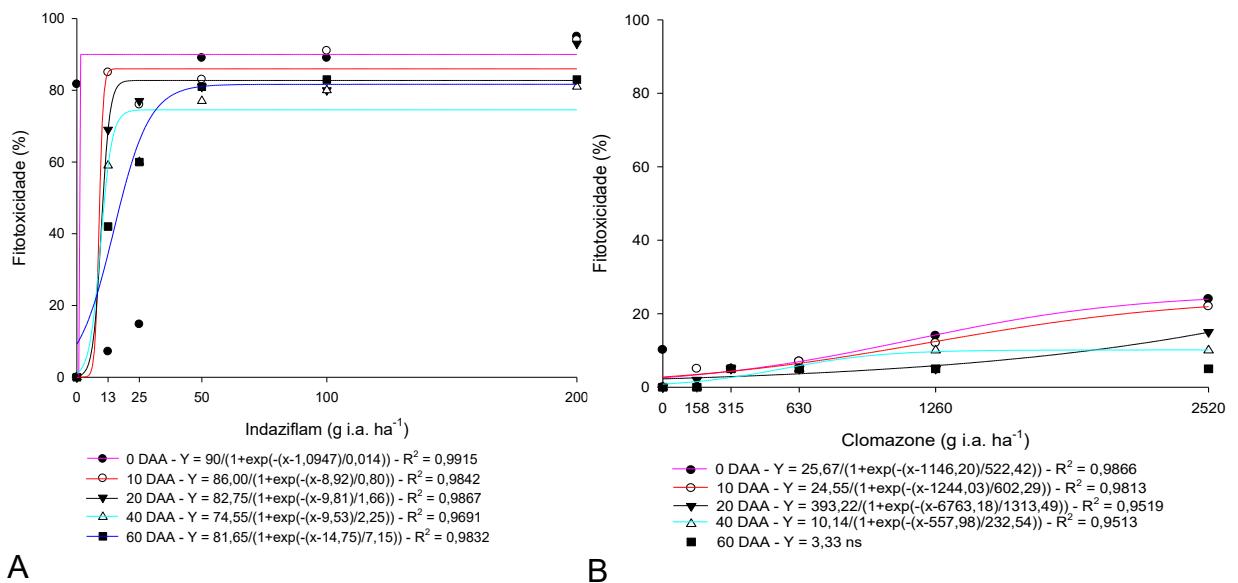 100
80
60
40
20
0
Fitotoxicidade (%)
0 13 25 50 100 200
Indaziflam (g i.a. ha⁻¹)
0 DAA - Y = 90/(1+exp(-(x-1,0947)/0,014)) - R² = 0,9915
10 DAA - Y = 86,00/(1+exp(-(x-8,92)/0,80)) - R² = 0,9842
20 DAA - Y = 82,75/(1+exp(-(x-9,81)/1,66)) - R² = 0,9867
40 DAA - Y = 74,55/(1+exp(-(x-9,53)/2,25)) - R² = 0,9691
60 DAA - Y = 81,65/(1+exp(-(x-14,75)/7,15)) - R² = 0,9832
A
100
80
60
40
20
0
Fitotoxicidade (%)
0 158 315 630 1260 2520
Clomazone (g i.a. ha⁻¹)
0 DAA - Y = 25,67/(1+exp(-(x-1146,20)/522,42)) - R² = 0,9866
10 DAA - Y = 24,55/(1+exp(-(x-1244,03)/602,29)) - R² = 0,9813
20 DAA - Y = 393,22/(1+exp(-(x-6763,18)/1313,49)) - R² = 0,9519
40 DAA - Y = 10,14/(1+exp(-(x-557,98)/232,54)) - R² = 0,9513
60 DAA - Y = 3,33 ns
B